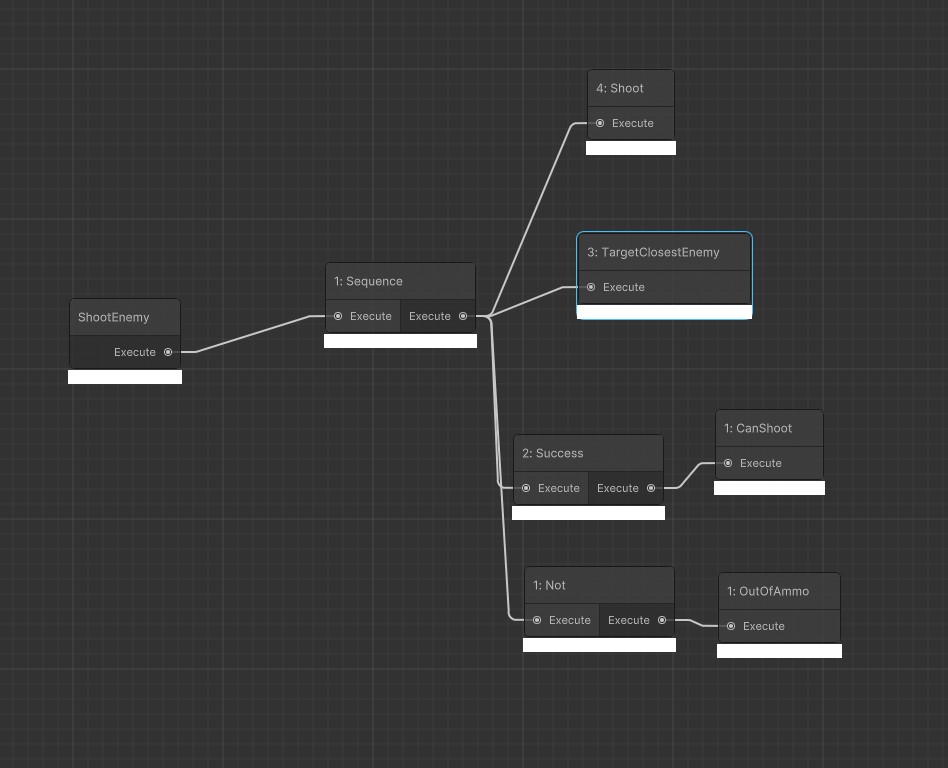 4: Shoot
Execute
3: TargetClosestEnemy
Execute
1: Sequence
Execute Execute
ShootEnemy
Execute
1: CanShoot
Execute
2: Success
Execute Execute
1: Not
Execute Execute
1: OutOfAmmo
Execute